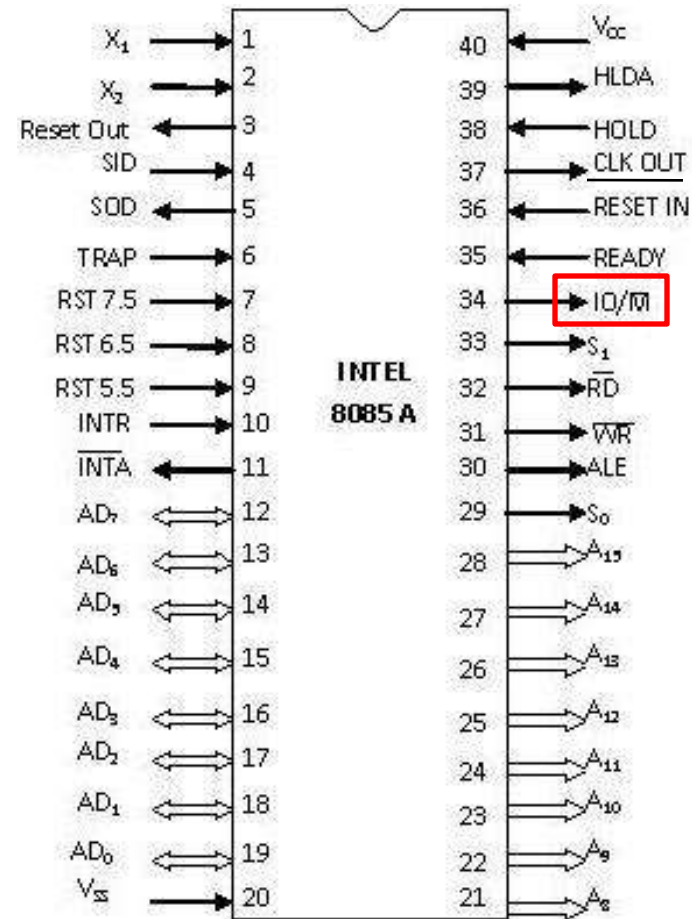 X₁ 1 40 Vcc
X₂ 2 39 HLDA
Reset Out 3 38 HOLD
SID 4 37 CLK OUT
SOD 5 36 RESET IN
TRAP 6 35 READY
RST 7.5 7 34 IO/M̅
RST 6.5 8 33 S₁
RST 5.5 9 32 R̅D̅
INTR 10 31 W̅R̅
I̅N̅T̅A̅ 11 30 ALE
AD₇ 12 29 S₀
AD₆ 13 28 A₁₅
AD₅ 14 27 A₁₄
AD₄ 15 26 A₁₃
AD₃ 16 25 A₁₂
AD₂ 17 24 A₁₁
AD₁ 18 23 A₁₀
AD₀ 19 22 A₉
Vss 20 21 A₈
INTEL
8085 A